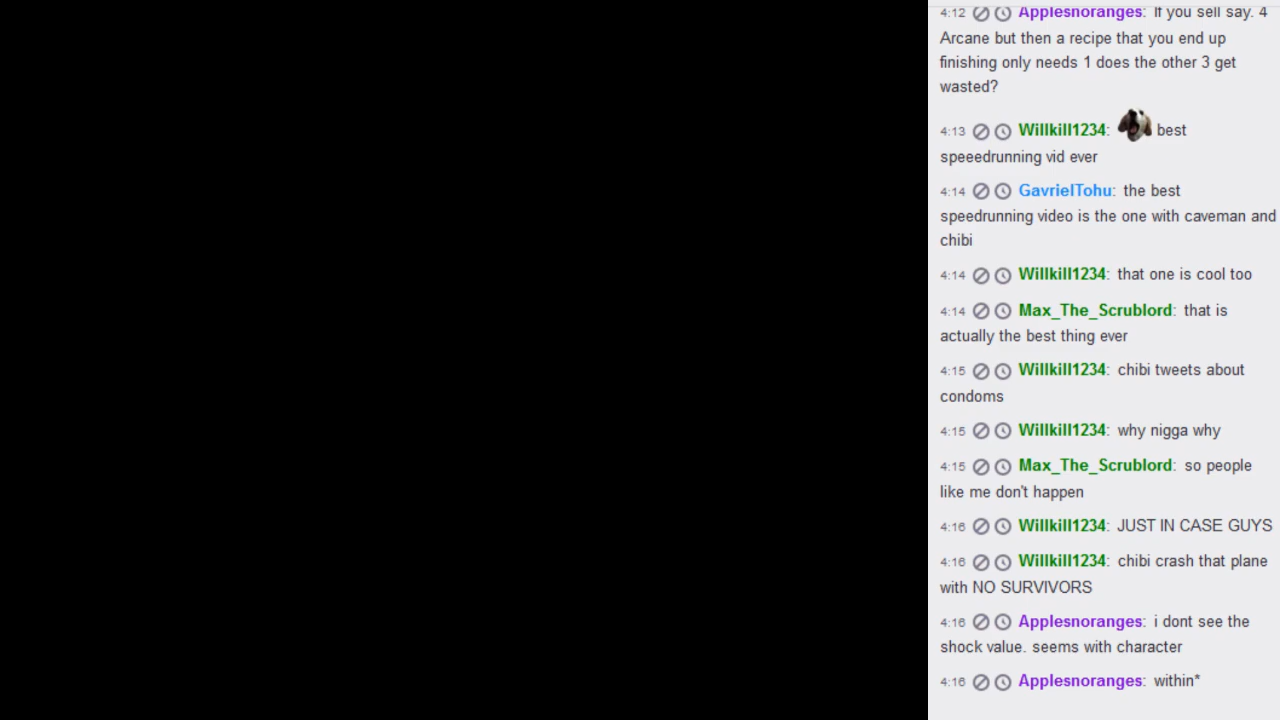 4:12 Applesnoranges: If you sell say. 4
Arcane but then a recipe that you end up
finishing only needs 1 does the other 3 get
wasted?
4:13 Willkill1234: best
speeedrunning vid ever
4:14 GavrielTohu: the best
speedrunning video is the one with caveman and
chibi
4:14 Willkill1234: that one is cool too
4:14 Max_The_Scrublord: that is
actually the best thing ever
4:15 Willkill1234: chibi tweets about
condoms
4:15 Willkill1234: why nigga why
4:15 Max_The_Scrublord: so people
like me don't happen
4:16 Willkill1234: JUST IN CASE GUYS
4:16 Willkill1234: chibi crash that plane
with NO SURVIVORS
4:16 Applesnoranges: i dont see the
shock value. seems with character
4:16 Applesnoranges: within*